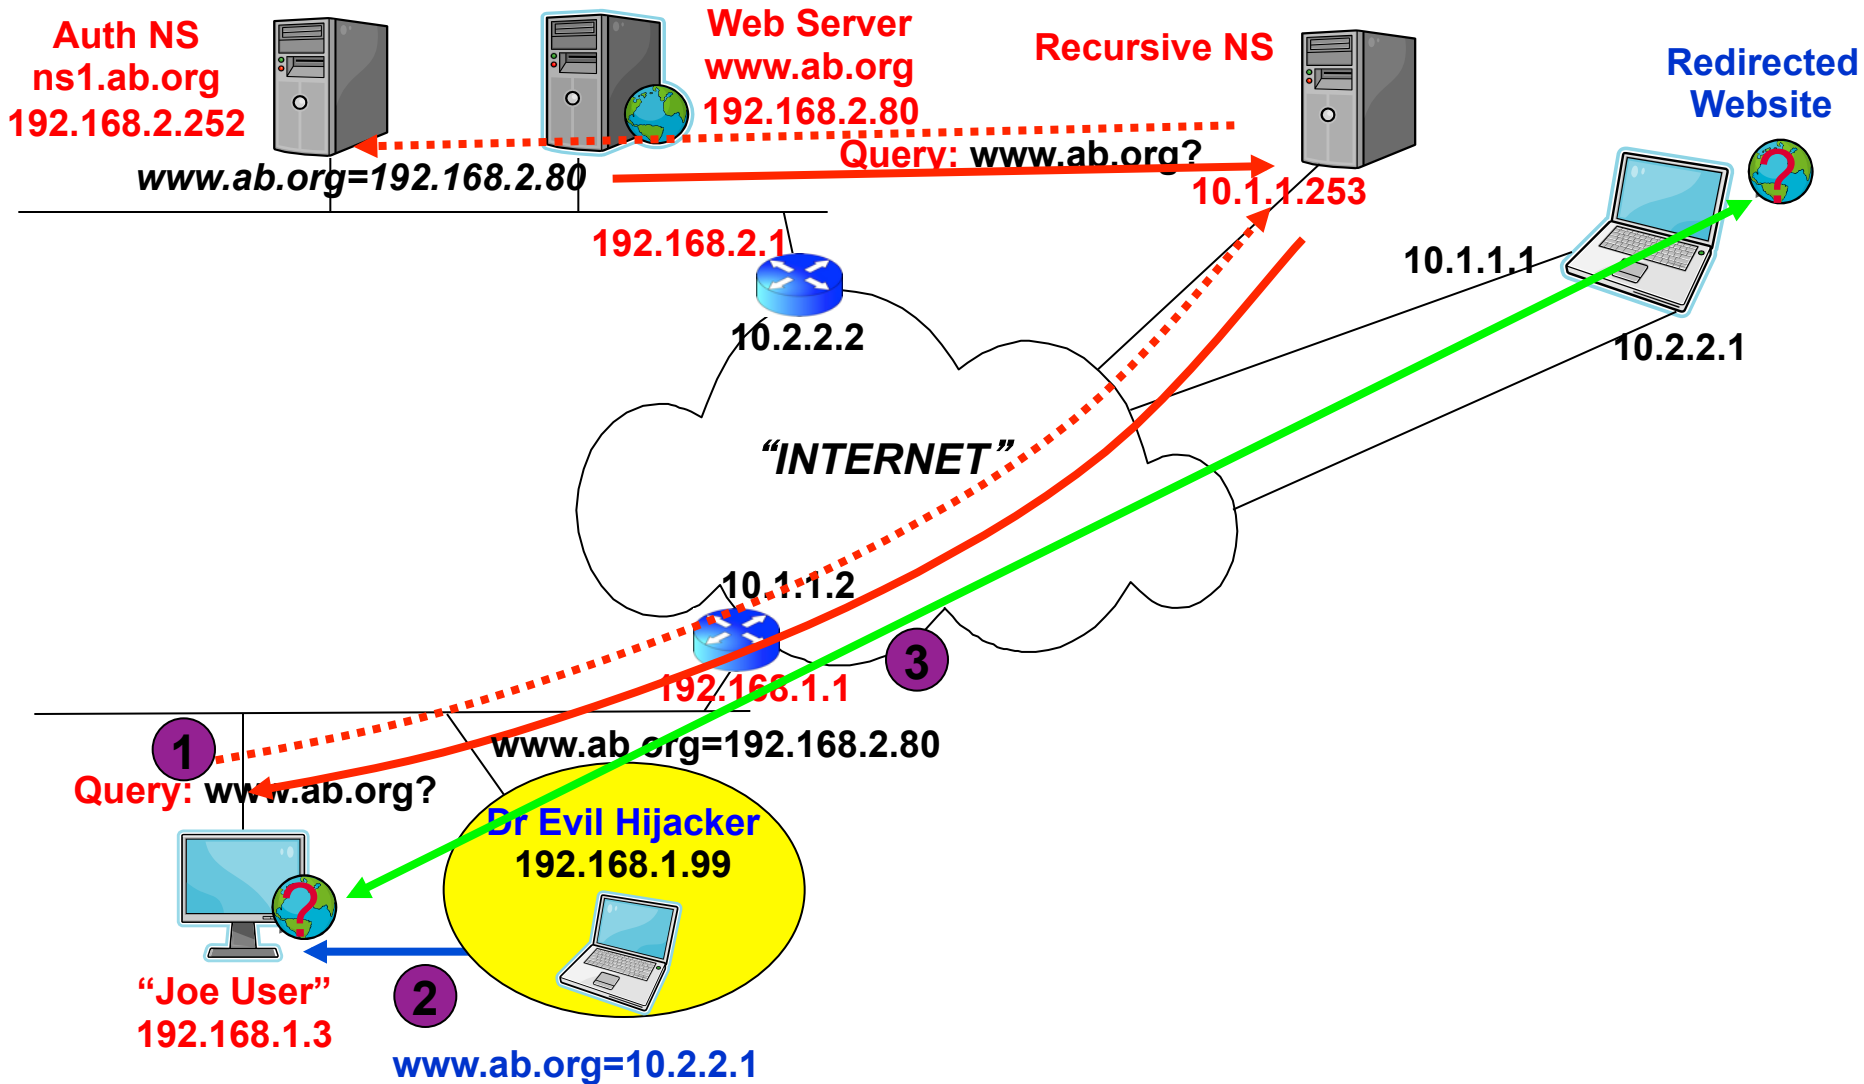 Auth NS
ns1.ab.org
192.168.2.252
Web Server
www.ab.org
192.168.2.80
Recursive NS
Redirected
Website
?
Query: www.ab.org?
www.ab.org=192.168.2.80
10.1.1.253
192.168.2.1
10.1.1.1
10.2.2.2
10.2.2.1
“INTERNET”
10.1.1.2
3
192.168.1.1
1
www.ab.org=192.168.2.80
Query: www.ab.org?
Dr Evil Hijacker
192.168.1.99
?
“Joe User”
192.168.1.3
2
www.ab.org=10.2.2.1